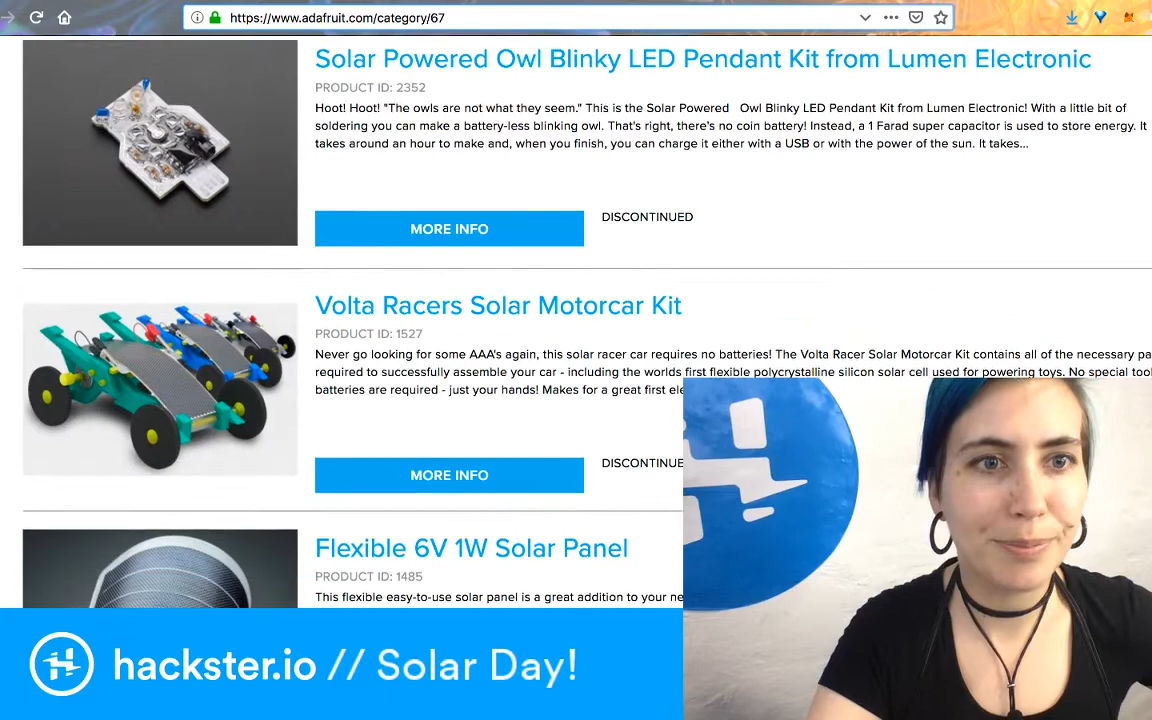 https://www.adafruit.com/category/67
Solar Powered Owl Blinky LED Pendant Kit from Lumen Electronic
PRODUCT ID: 2352
Hoot! Hoot! "The owls are not what they seem." This is the Solar Powered Owl Blinky LED Pendant Kit from Lumen Electronic! With a little bit of
soldering you can make a battery-less blinking owl. That's right, there's no coin battery! Instead, a 1 Farad super capacitor is used to store energy. It
takes around an hour to make and, when you finish, you can charge it either with a USB or with the power of the sun. It takes...
MORE INFO
DISCONTINUED
Volta Racers Solar Motorcar Kit
PRODUCT ID: 1527
Never go looking for some AAA's again, this solar racer car requires no batteries! The Volta Racer Solar Motorcar Kit contains all of the necessary pa
required to successfully assemble your car - including the worlds first flexible polycrystalline silicon solar cell used for powering toys. No special tool
batteries are required - just your hands! Makes for a great first ele
MORE INFO
DISCONTINUE
Flexible 6V 1W Solar Panel
PRODUCT ID: 1485
This flexible easy-to-use solar panel is a great addition to your ne
hackster.io // Solar Day!